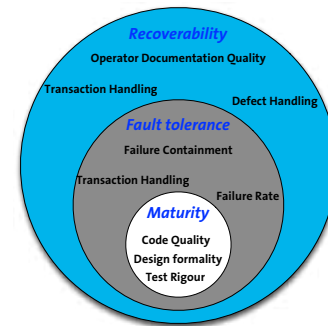 Recoverability
Operator Documentation Quality
Transaction Handling
Defect Handling
Fault tolerance
Failure Containment
Transaction Handling
Failure Rate
Maturity
Code Quality
Design formality
Test Rigour